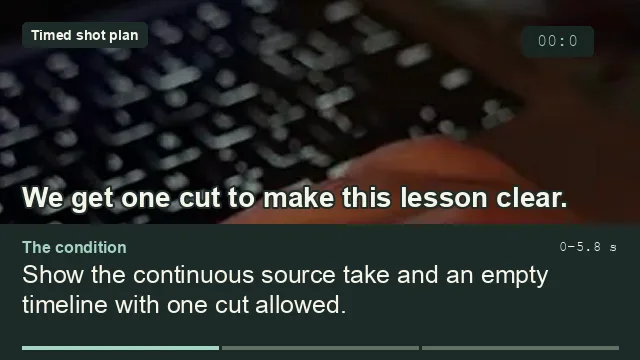 Timed shot plan
00:0
We get one cut to make this lesson clear.
The condition
0–5.8 s
Show the continuous source take and an empty
timeline with one cut allowed.